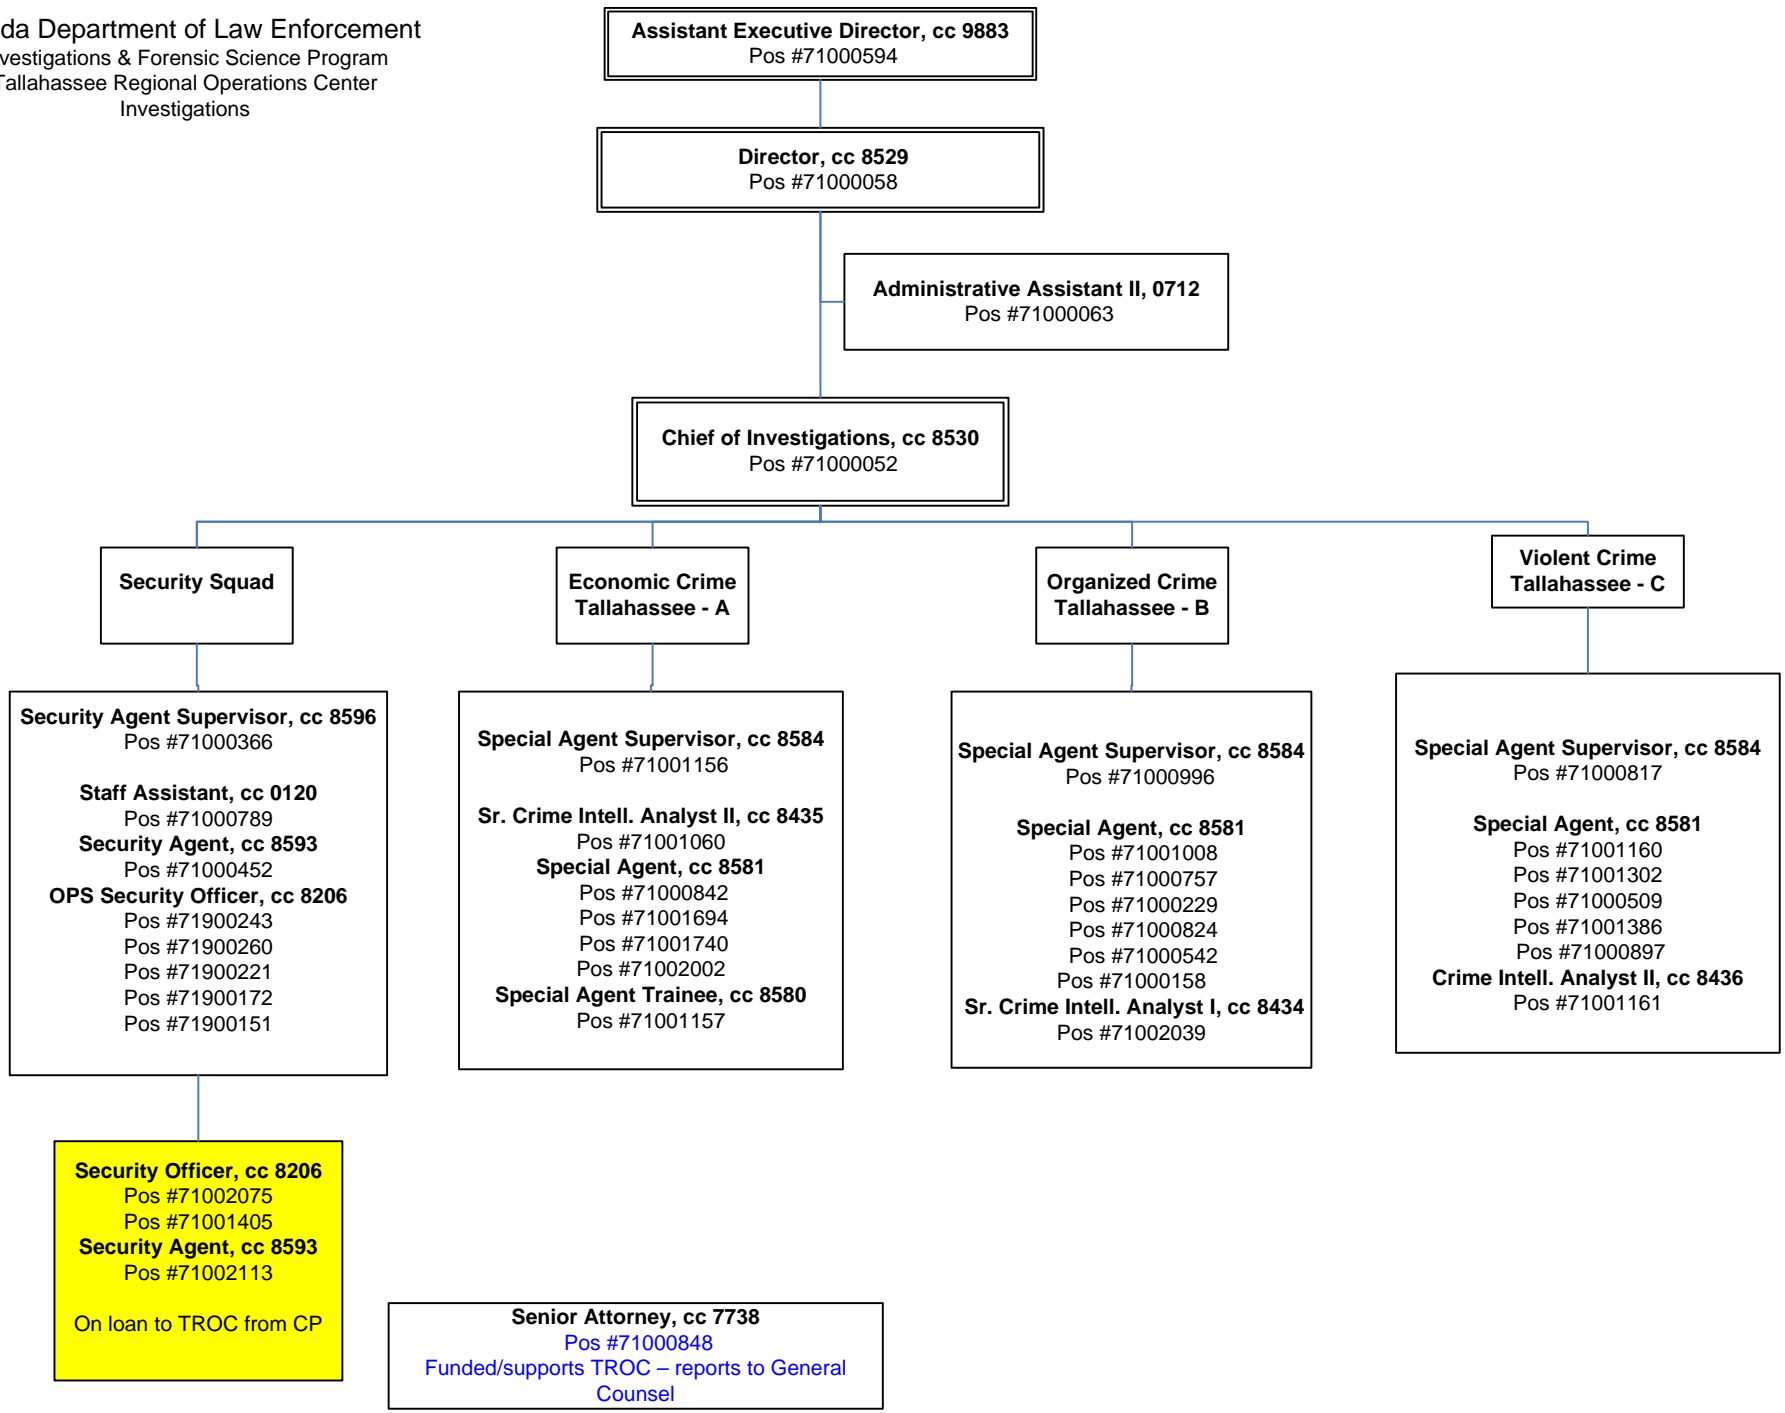 da Department of Law Enforcement
vestigations & Forensic Science Program
Tallahassee Regional Operations Center
Investigations
Assistant Executive Director, cc 9883
Pos #71000594
Director, cc 8529
Pos #71000058
Administrative Assistant II, 0712
Pos #71000063
Chief of Investigations, cc 8530
Pos #71000052
Security Squad
Economic Crime
Tallahassee - A
Organized Crime
Tallahassee - B
Violent Crime
Tallahassee - C
Security Agent Supervisor, cc 8596
Pos #71000366
Staff Assistant, cc 0120
Pos #71000789
Security Agent, cc 8593
Pos #71000452
OPS Security Officer, cc 8206
Pos #71900243
Pos #71900260
Pos #71900221
Pos #71900172
Pos #71900151
Special Agent Supervisor, cc 8584
Pos #71001156
Sr. Crime Intell. Analyst II, cc 8435
Pos #71001060
Special Agent, cc 8581
Pos #71000842
Pos #71001694
Pos #71001740
Pos #71002002
Special Agent Trainee, cc 8580
Pos #71001157
Special Agent Supervisor, cc 8584
Pos #71000996
Special Agent, cc 8581
Pos #71001008
Pos #71000757
Pos #71000229
Pos #71000824
Pos #71000542
Pos #71000158
Sr. Crime Intell. Analyst I, cc 8434
Pos #71002039
Special Agent Supervisor, cc 8584
Pos #71000817
Special Agent, cc 8581
Pos #71001160
Pos #71001302
Pos #71000509
Pos #71001386
Pos #71000897
Crime Intell. Analyst II, cc 8436
Pos #71001161
Security Officer, cc 8206
Pos #71002075
Pos #71001405
Security Agent, cc 8593
Pos #71002113
On loan to TROC from CP
Senior Attorney, cc 7738
Pos #71000848
Funded/supports TROC – reports to General
Counsel